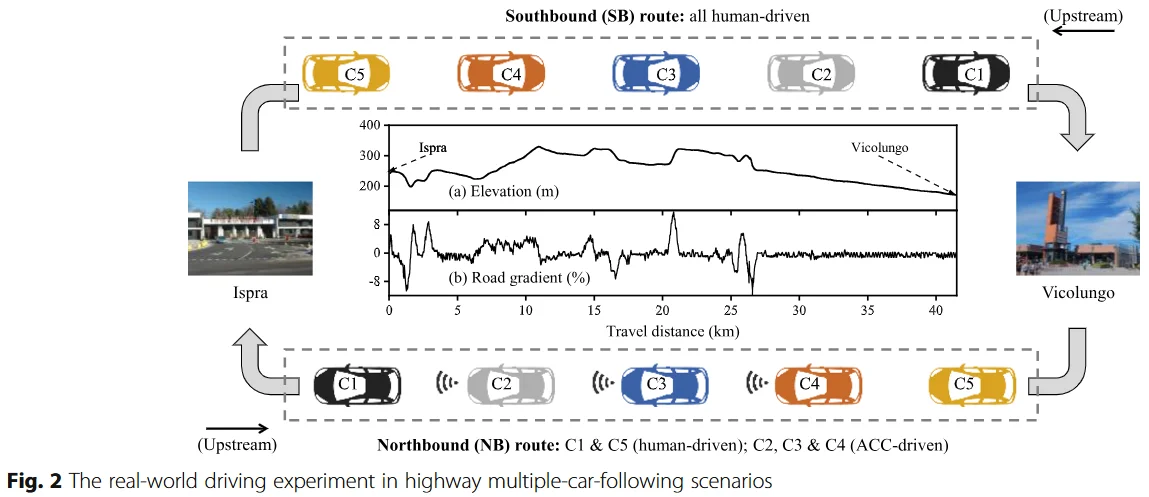 Southbound (SB) route: all human-driven
(Upstream)
C5 C4 C3 C2 C1
400
300
200
Ispra
Vicolungo
(a) Elevation (m)
8
0
-8
(b) Road gradient (%)
0 5 10 15 20 25 30 35 40
Travel distance (km)
Ispra
Vicolungo
C1 C2 C3 C4 C5
(Upstream)
Northbound (NB) route: C1 & C5 (human-driven); C2, C3 & C4 (ACC-driven)
Fig. 2 The real-world driving experiment in highway multiple-car-following scenarios